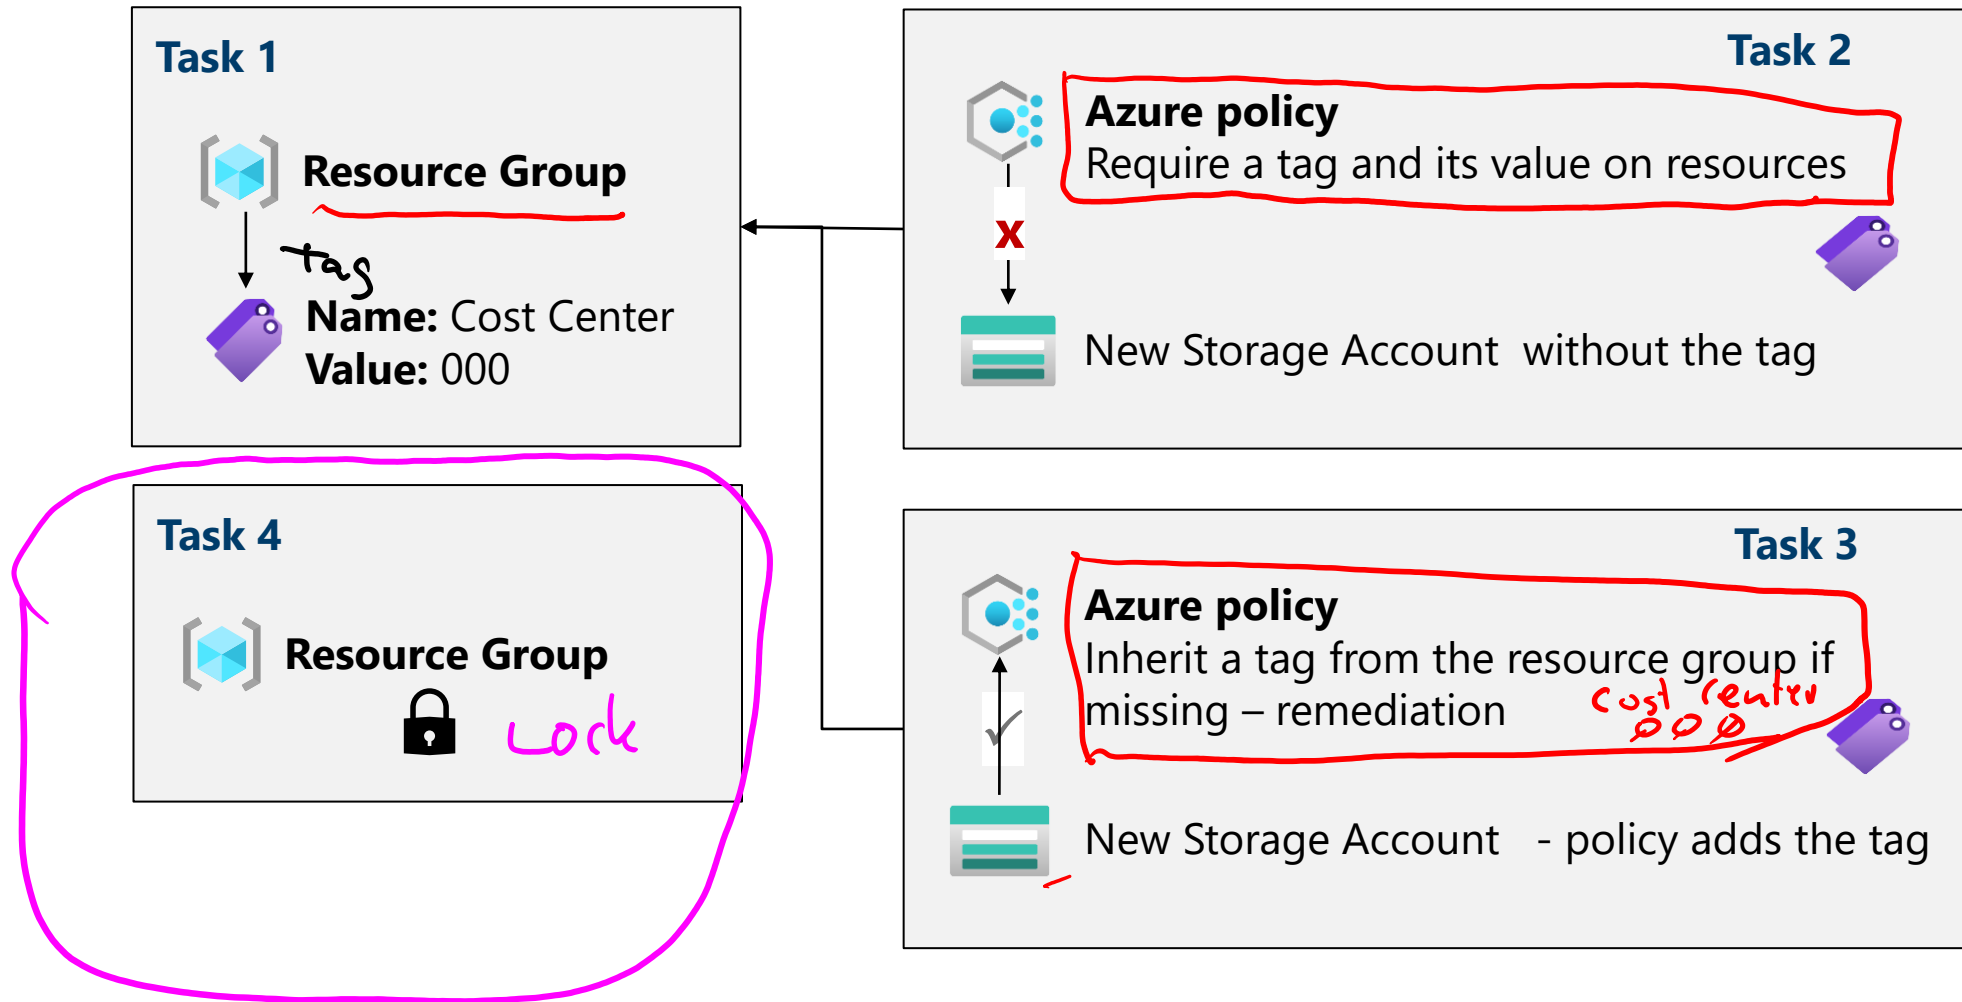 Task 1
Resource Group
tag
Name: Cost Center
Value: 000
Task 2
Azure policy
Require a tag and its value on resources
x
New Storage Account without the tag
Task 4
Resource Group
Lock
Task 3
Azure policy
Inherit a tag from the resource group if
missing – remediation
cost center
000
New Storage Account - policy adds the tag